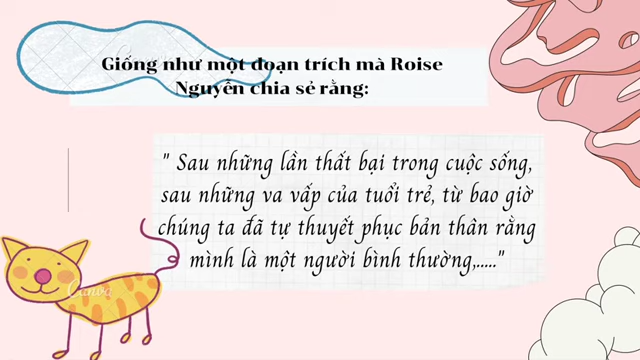 Giống như một đoạn trích mà Roise
Nguyễn chia sẻ rằng:
" Sau những lần thất bại trong cuộc sống,
sau những va vấp của tuổi trẻ, từ bao giờ
chúng ta đã tự thuyết phục bản thân rằng
mình là một người bình thường,....."
Canva